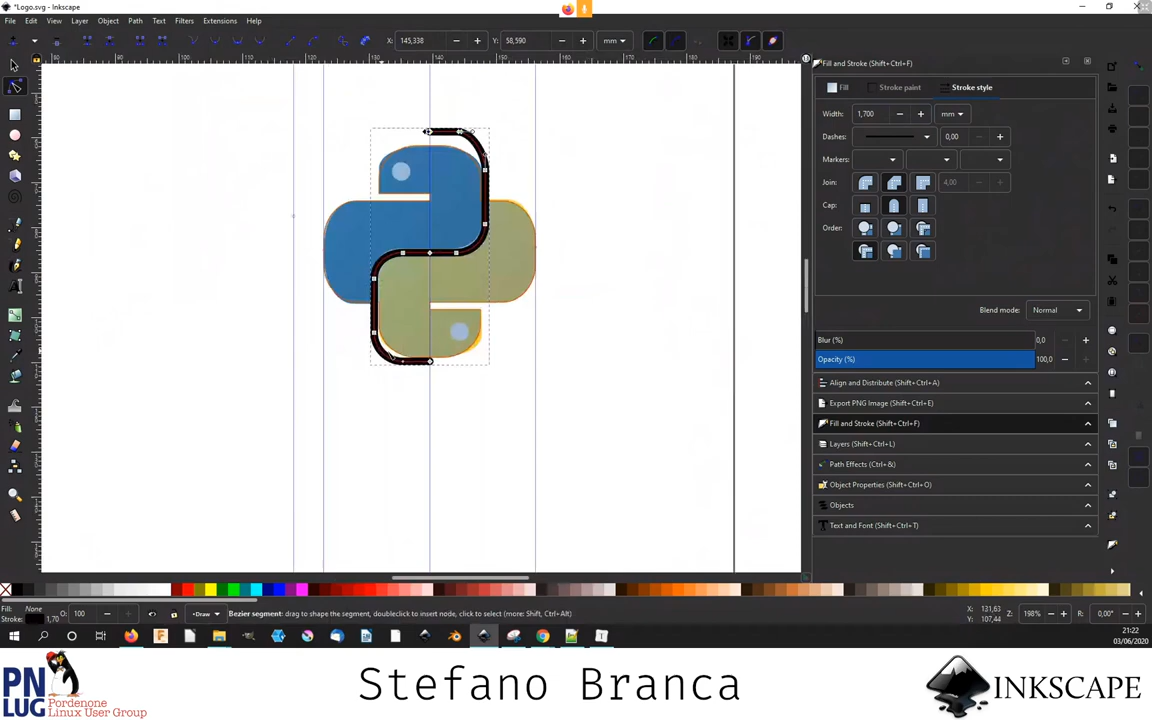 *Logo.svg - Inkscape
File Edit View Layer Object Path Text Filters Extensions Help
X: 145,338 Y: 58,590 mm
Fill and Stroke (Shift+Ctrl+F)
Fill Stroke paint Stroke style
Width: 1,700 mm
Dashes: 0,00
Markers:
Join: 4,00
Cap:
Order:
Blend mode: Normal
Blur (%) 0,0
Opacity (%) 100,0
Align and Distribute (Shift+Ctrl+A)
Export PNG Image (Shift+Ctrl+E)
Fill and Stroke (Shift+Ctrl+F)
Layers (Shift+Ctrl+L)
Path Effects (Ctrl+&)
Object Properties (Shift+Ctrl+O)
Objects
Text and Font (Shift+Ctrl+T)
Fill: None
Stroke: 1,70
O: 100
Draw
Bezier segment: drag to shape the segment, doubleclick to insert node, click to select (more: Shift, Ctrl+Alt)
X: 131,63
Y: 107,44
Z: 198%
R: 0,00°
21:22
03/06/2020
PN
LUG
Pordenone
Linux User Group
Stefano Branca
INKSCAPE